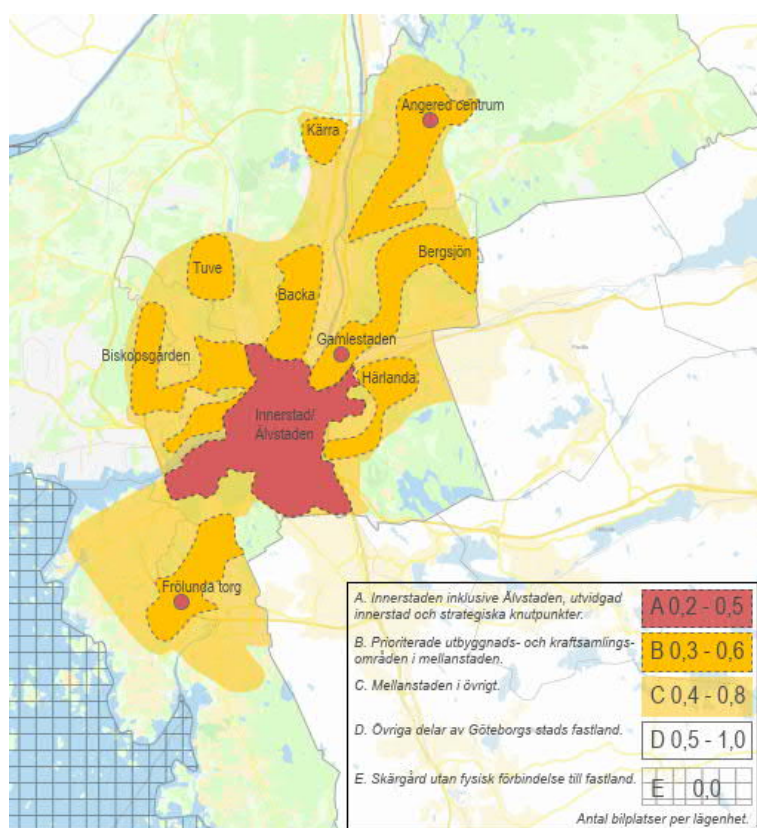 Angered centrum
Kärra
Bergsjön
Tuve
Backa
Gamlestaden
Biskopsgården
Härlanda
Innerstad/
Älvstaden
Frölunda torg
A. Innerstaden inklusive Älvstaden, utvidgad
innerstad och strategiska knutpunkter.
A 0,2 - 0,5
B. Prioriterade utbyggnads- och kraftsamlings-
områden i mellanstaden.
B 0,3 - 0,6
C. Mellanstaden i övrigt.
C 0,4 - 0,8
D. Övriga delar av Göteborgs stads fastland.
D 0,5 - 1,0
E. Skärgård utan fysisk förbindelse till fastland.
E 0,0
Antal bilplatser per lägenhet.